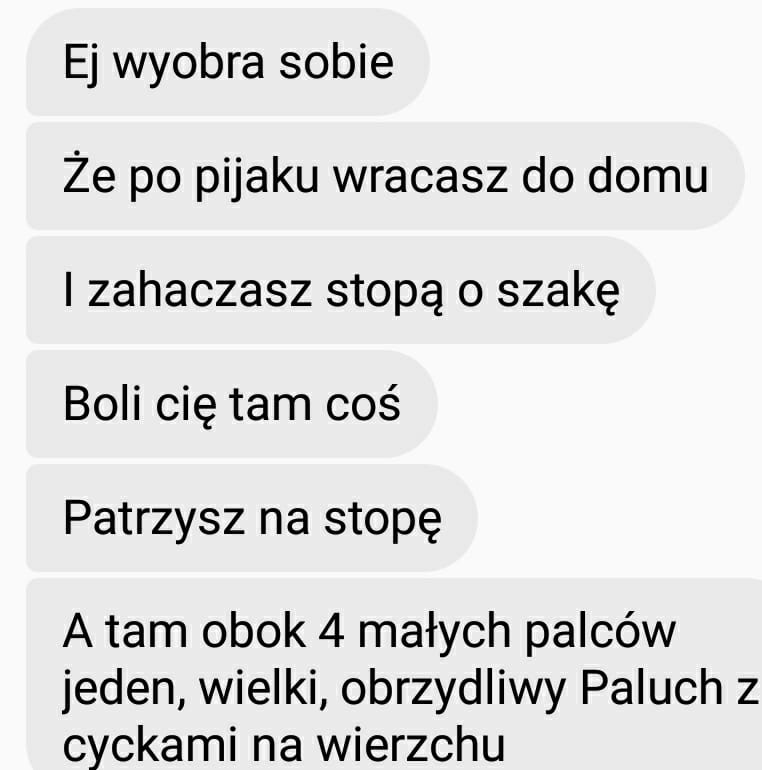 Ej wyobra sobie
Że po pijaku wracasz do domu
I zahaczasz stopą o szakę
Boli cię tam coś
Patrzysz na stopę
A tam obok 4 małych palców
jeden, wielki, obrzydliwy Paluch z
cyckami na wierzchu